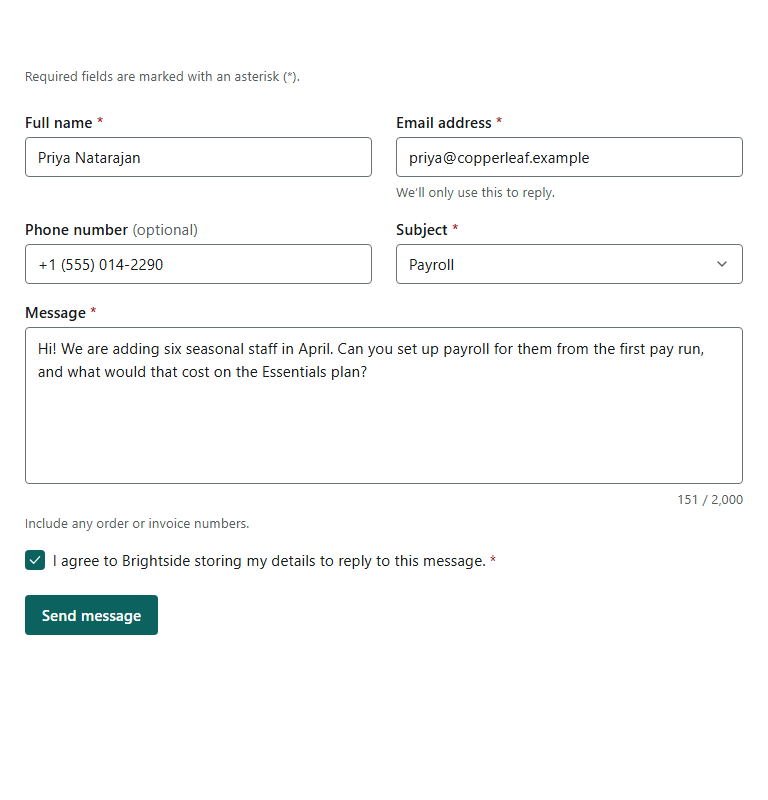 Required fields are marked with an asterisk (*).
Full name *
Email address *
Priya Natarajan
priya@copperleaf.example
We'll only use this to reply.
Phone number (optional)
Subject *
+1 (555) 014-2290
Payroll
Message *
Hi! We are adding six seasonal staff in April. Can you set up payroll for them from the first pay run,
and what would that cost on the Essentials plan?
151 / 2,000
Include any order or invoice numbers.
I agree to Brightside storing my details to reply to this message. *
Send message